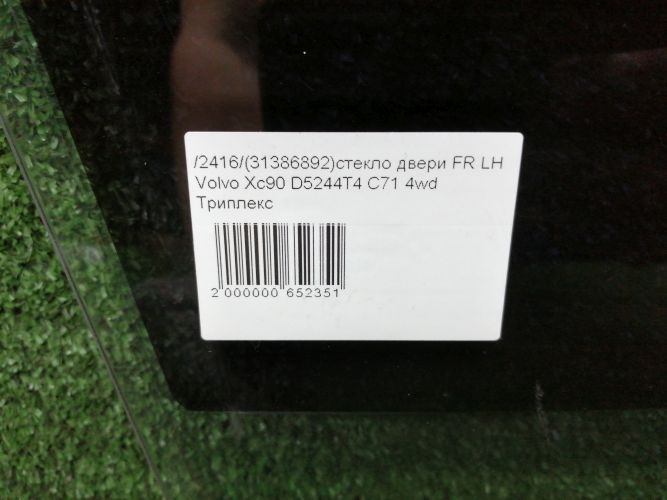 /2416/(31386892)стекло двери FR LH
Volvo Xc90 D5244T4 C71 4wd
Триплекс
2 000000 652351